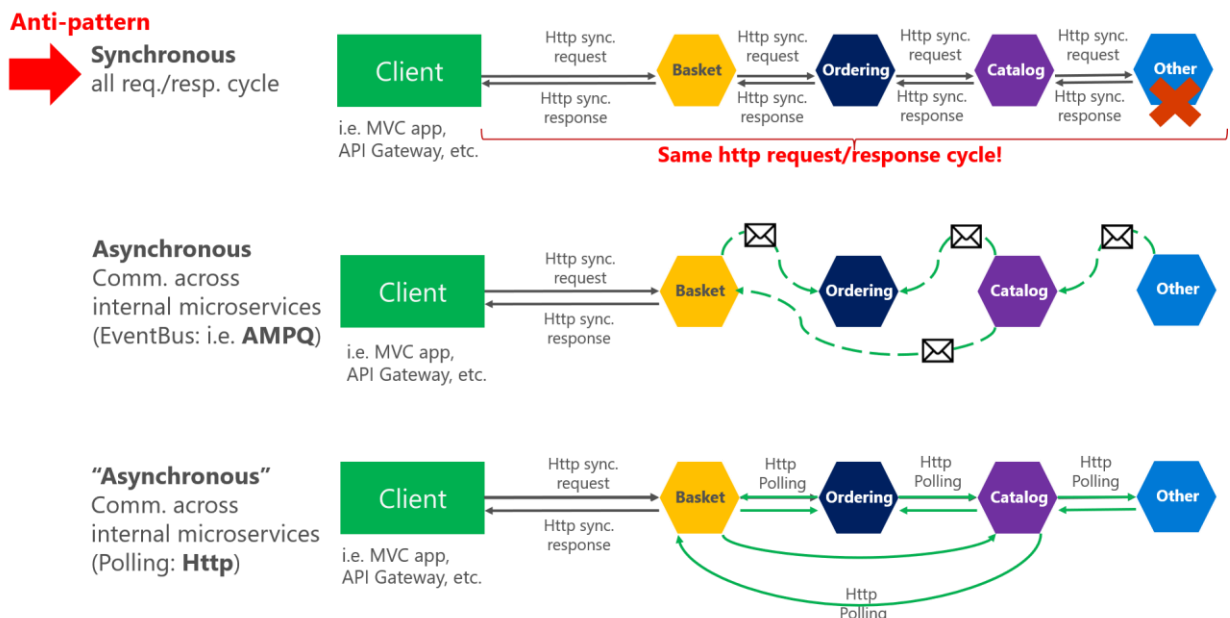 Anti-pattern
Synchronous
all req./resp. cycle
Client
i.e. MVC app,
API Gateway, etc.
Http sync.
request
Http sync.
response
Basket
Http sync.
request
Http sync.
response
Ordering
Http sync.
request
Http sync.
response
Catalog
Http sync.
request
Http sync.
response
Other
Same http request/response cycle!
Asynchronous
Comm. across
internal microservices
(EventBus: i.e. AMPQ)
Client
i.e. MVC app,
API Gateway, etc.
Http sync.
request
Http sync.
response
Basket
Ordering
Catalog
Other
“Asynchronous”
Comm. across
internal microservices
(Polling: Http)
Client
i.e. MVC app,
API Gateway, etc.
Http sync.
request
Http sync.
response
Basket
Http
Polling
Ordering
Http
Polling
Catalog
Http
Polling
Other
Http
Polling